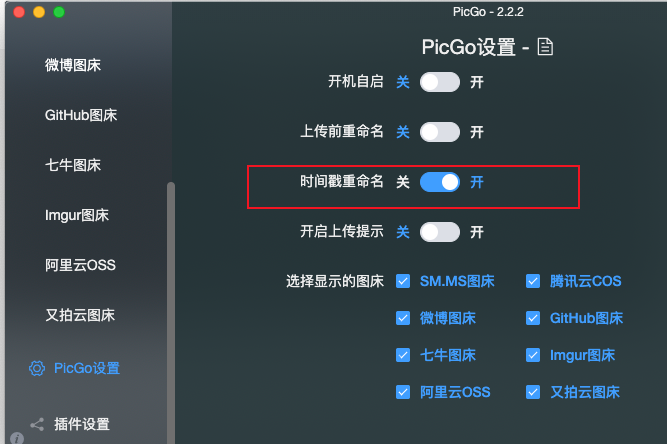 PicGo - 2.2.2
微博图床
GitHub图床
七牛图床
Imgur图床
阿里云OSS
又拍云图床
PicGo设置
插件设置
PicGo设置 -
开机自启 关 开
上传前重命名 关 开
时间戳重命名 关 开
开启上传提示 关 开
选择显示的图床 SM.MS图床 腾讯云COS
微博图床 GitHub图床
七牛图床 Imgur图床
阿里云OSS 又拍云图床